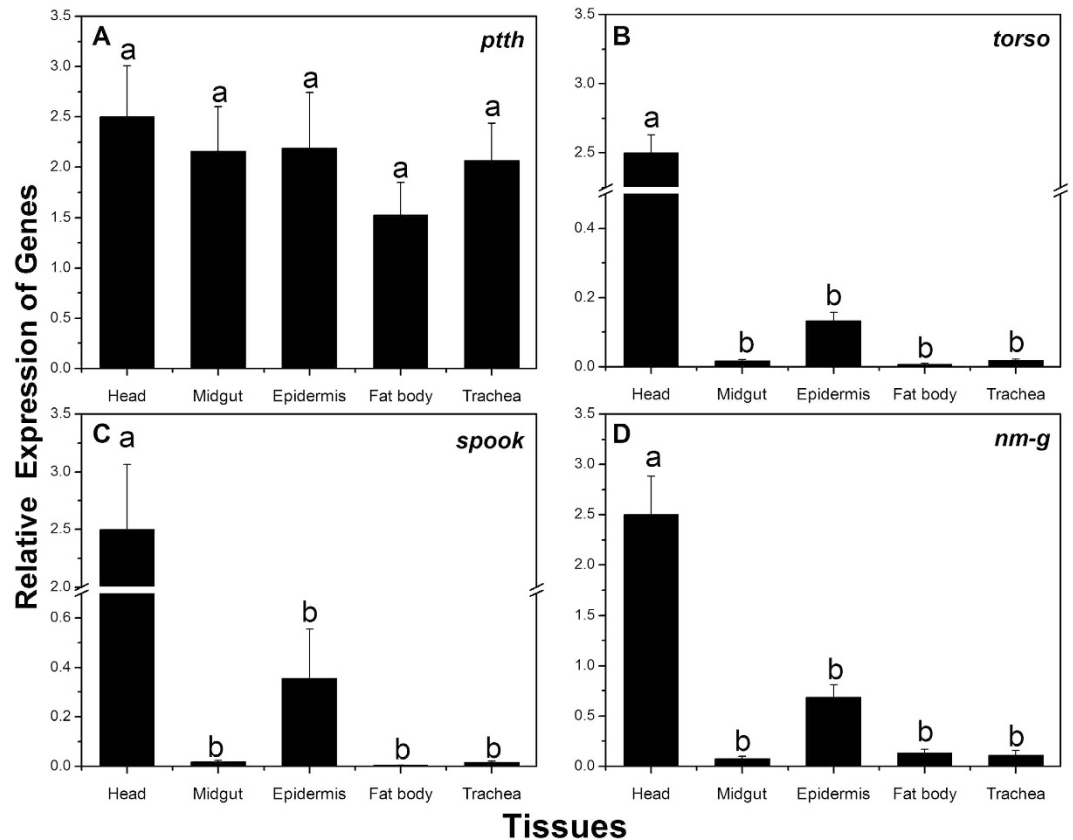 Relative Expression of Genes
A
ptth
3.5
3.0
2.5
2.0
1.5
1.0
0.5
0.0
a
a
a
a
a
Head
Midgut
Epidermis
Fat body
Trachea
B
torso
3.5
3.0
2.5
0.4
0.2
0.0
a
b
b
b
b
Head
Midgut
Epidermis
Fat body
Trachea
C
spook
3.5
3.0
2.5
2.0
0.6
0.4
0.2
0.0
a
b
b
b
b
Head
Midgut
Epidermis
Fat body
Trachea
D
nm-g
3.5
3.0
2.5
2.0
1.5
1.0
0.5
0.0
a
b
b
b
b
Head
Midgut
Epidermis
Fat body
Trachea
Tissues